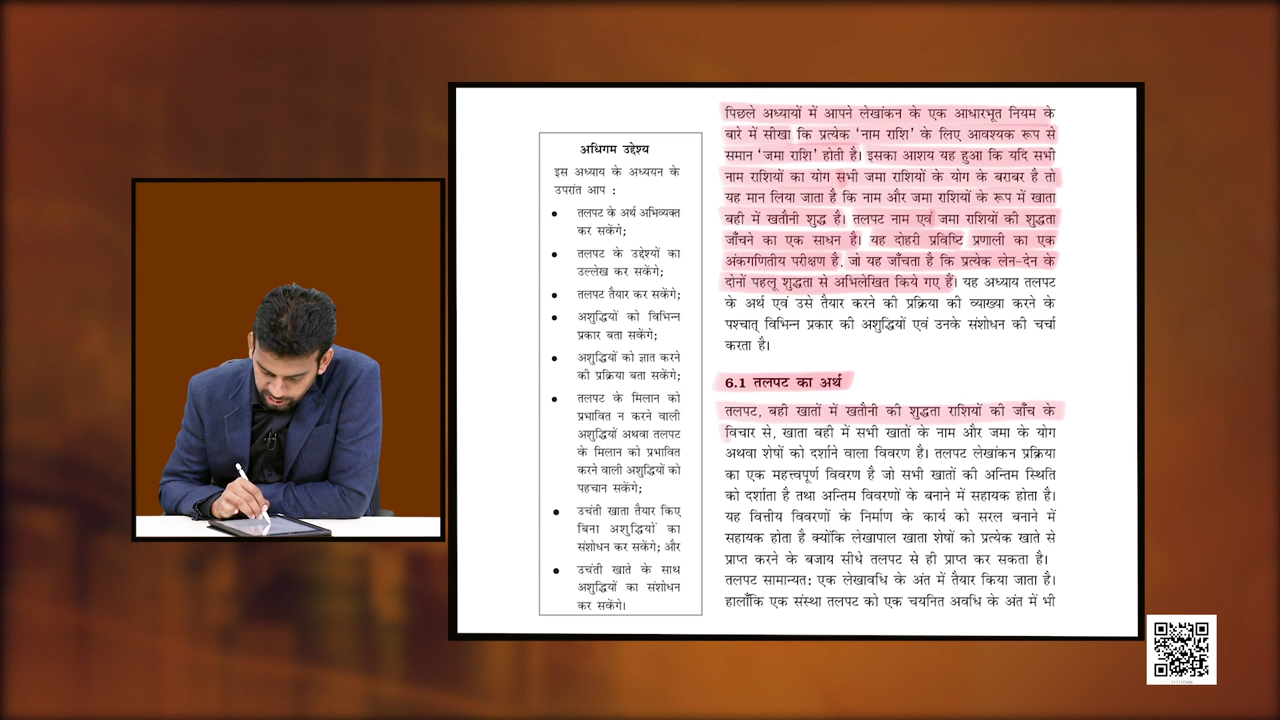 अधिगम उद्देश्य
इस अध्याय के अध्ययन के
उपरांत आप :
• तलपट के अर्थ अभिव्यक्त
कर सकेंगे;
• तलपट के उद्देश्यों का
उल्लेख कर सकेंगे;
• तलपट तैयार कर सकेंगे;
• अशुद्धियों को विभिन्न
प्रकार बता सकेंगे;
• अशुद्धियों को ज्ञात करने
की प्रक्रिया बता सकेंगे;
• तलपट के मिलान को
प्रभावित न करने वाली
अशुद्धियों अथवा तलपट
के मिलान को प्रभावित
करने वाली अशुद्धियों को
पहचान सकेंगे;
• उचंती खाता तैयार किए
बिना अशुद्धियों का
संशोधन कर सकेंगे; और
• उचंती खाते के साथ
अशुद्धियों का संशोधन
कर सकेंगे।
पिछले अध्यायों में आपने लेखांकन के एक आधारभूत नियम के
बारे में सीखा कि प्रत्येक ‘नाम राशि’ के लिए आवश्यक रूप से
समान ‘जमा राशि’ होती है। इसका आशय यह हुआ कि यदि सभी
नाम राशियों का योग सभी जमा राशियों के योग के बराबर है तो
यह मान लिया जाता है कि नाम और जमा राशियों के रूप में खाता
बही में खतौनी शुद्ध है। तलपट नाम एवं जमा राशियों की शुद्धता
जाँचने का एक साधन है। यह दोहरी प्रविष्टि प्रणाली का एक
अंकगणितीय परीक्षण है, जो यह जाँचता है कि प्रत्येक लेन-देन के
दोनों पहलू शुद्धता से अभिलेखित किये गए हैं। यह अध्याय तलपट
के अर्थ एवं उसे तैयार करने की प्रक्रिया की व्याख्या करने के
पश्चात् विभिन्न प्रकार की अशुद्धियों एवं उनके संशोधन की चर्चा
करता है।
6.1 तलपट का अर्थ
तलपट, बही खातों में खतौनी की शुद्धता राशियों की जाँच के
विचार से, खाता बही में सभी खातों के नाम और जमा के योग
अथवा शेषों को दर्शाने वाला विवरण है। तलपट लेखांकन प्रक्रिया
का एक महत्त्वपूर्ण विवरण है जो सभी खातों की अन्तिम स्थिति
को दर्शाता है तथा अन्तिम विवरणों के बनाने में सहायक होता है।
यह वित्तीय विवरणों के निर्माण के कार्य को सरल बनाने में
सहायक होता है क्योंकि लेखापाल खाता शेषों को प्रत्येक खाते से
प्राप्त करने के बजाय सीधे तलपट से ही प्राप्त कर सकता है।
तलपट सामान्यत: एक लेखावधि के अंत में तैयार किया जाता है।
हालाँकि एक संस्था तलपट को एक चयनित अवधि के अंत में भी